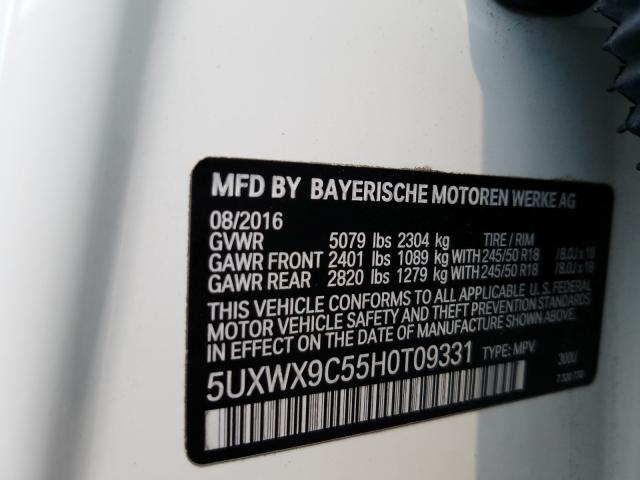 MFD BY BAYERISCHE MOTOREN WERKE AG
08/2016
GVWR 5079 lbs 2304 kg TIRE / RIM
GAWR FRONT 2401 lbs 1089 kg WITH 245/50 R18 / 8.0J x 18
GAWR REAR 2820 lbs 1279 kg WITH 245/50 R18 / 8.0J x 18
THIS VEHICLE CONFORMS TO ALL APPLICABLE U. S. FEDERAL
MOTOR VEHICLE SAFETY AND THEFT PREVENTION STANDARDS
IN EFFECT ON THE DATE OF MANUFACTURE SHOWN ABOVE.
5UXWX9C55H0T09331 TYPE: MPV 300U